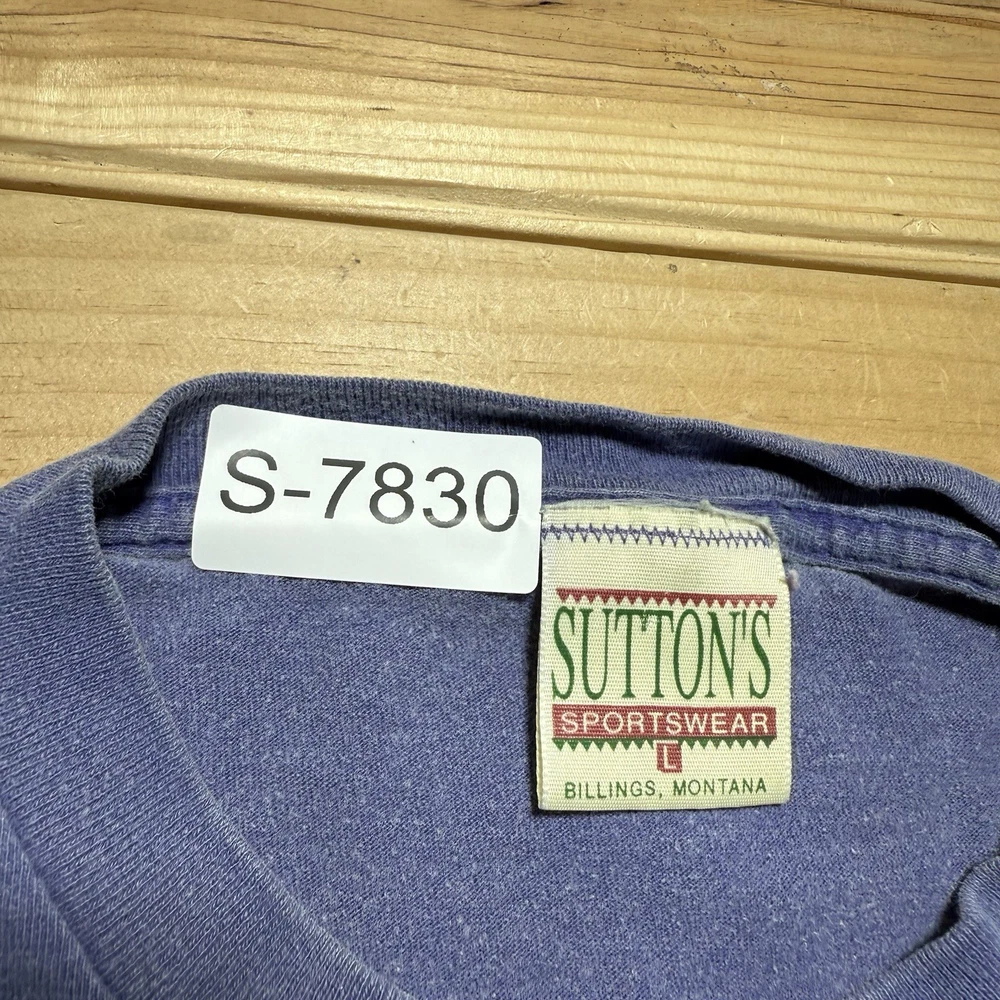 S-7830
SUTTON'S
SPORTSWEAR
L
BILLINGS, MONTANA